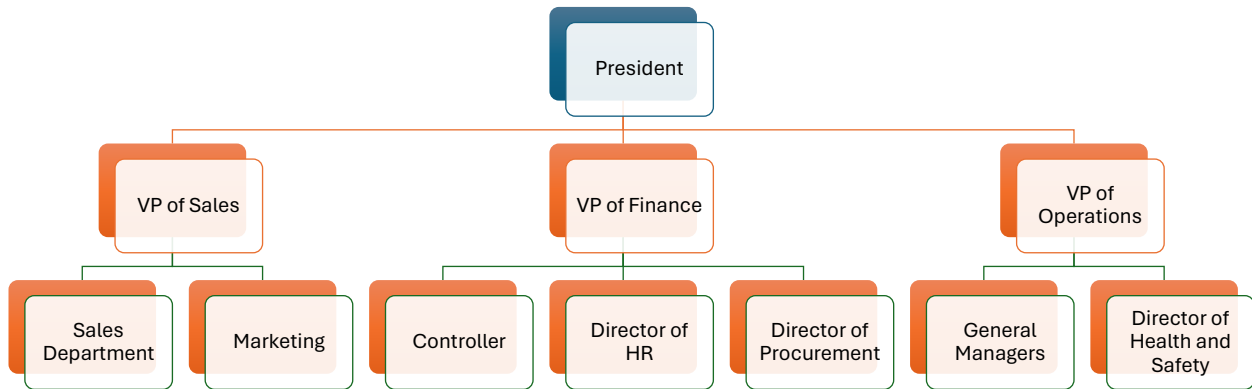 President
VP of Sales
VP of Finance
VP of
Operations
Sales
Department
Marketing
Controller
Director of
HR
Director of
Procurement
General
Managers
Director of
Health and
Safety